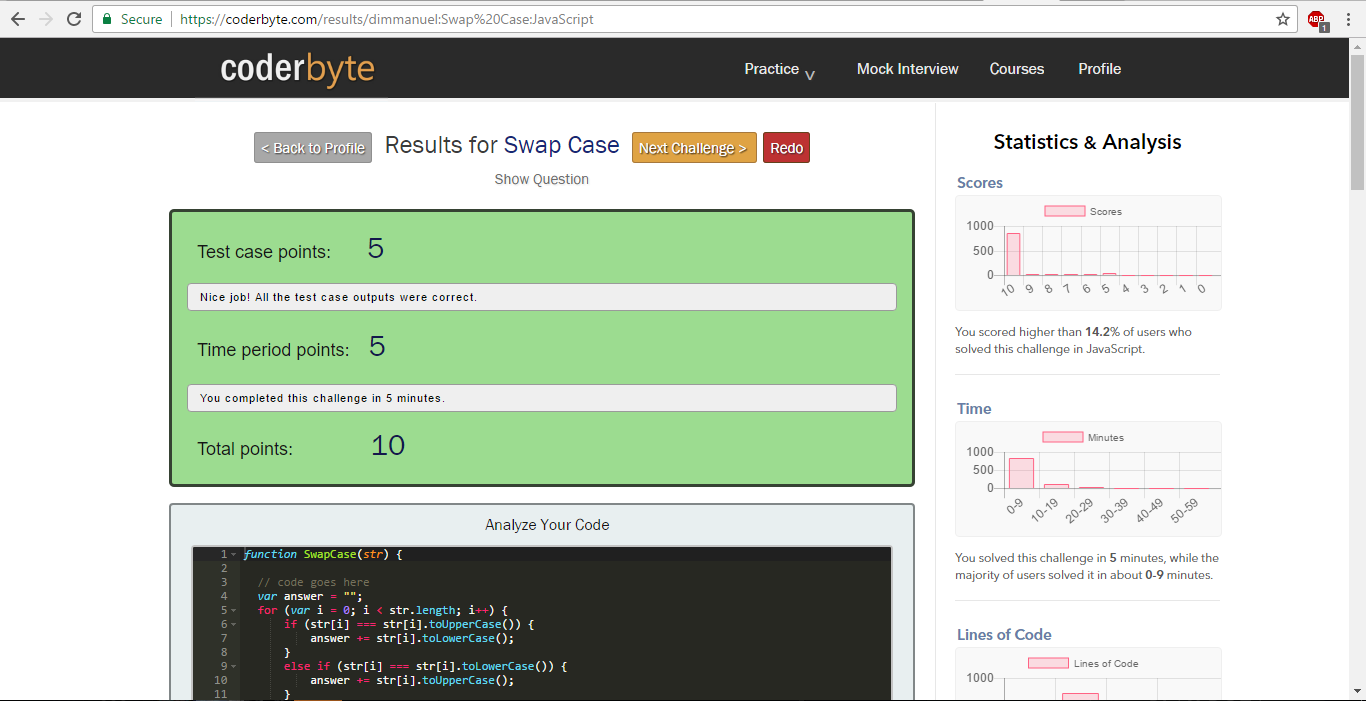 Secure https://coderbyte.com/results/dimmanuel:Swap%20Case:JavaScript
ABP
1
coderbyte
Practice
Mock Interview
Courses
Profile
< Back to Profile
Results for Swap Case
Next Challenge >
Redo
Show Question
Test case points: 5
Nice job! All the test case outputs were correct.
Time period points: 5
You completed this challenge in 5 minutes.
Total points: 10
Analyze Your Code
1 function SwapCase(str) {
2
3 // code goes here
4 var answer = "";
5 for (var i = 0; i < str.length; i++) {
6 if (str[i] === str[i].toUpperCase()) {
7 answer += str[i].toLowerCase();
8 }
9 else if (str[i] === str[i].toLowerCase()) {
10 answer += str[i].toUpperCase();
11 }
Statistics & Analysis
Scores
Scores
1000
500
0
10 9 8 7 6 5 4 3 2 1 0
You scored higher than 14.2% of users who
solved this challenge in JavaScript.
Time
Minutes
1000
500
0
0-9 10-19 20-29 30-39 40-49 50-59
You solved this challenge in 5 minutes, while the
majority of users solved it in about 0-9 minutes.
Lines of Code
Lines of Code
1000